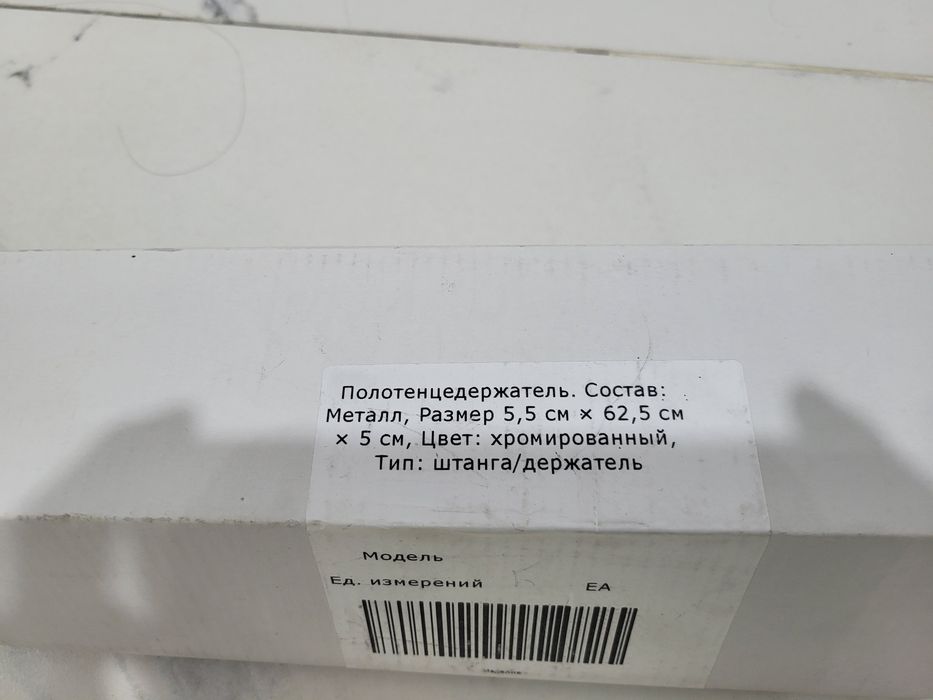 Полотенцедержатель. Состав:
Металл, Размер 5,5 см × 62,5 см
× 5 см, Цвет: хромированный,
Тип: штанга/держатель
Модель
Ед. измерений EA